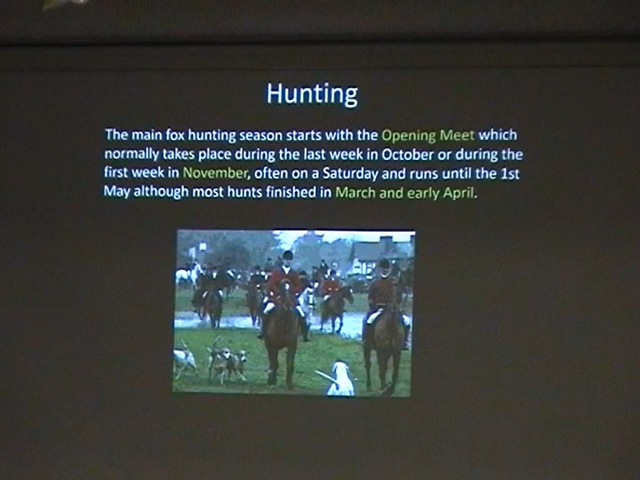 Hunting
The main fox hunting season starts with the Opening Meet which
normally takes place during the last week in October or during the
first week in November, often on a Saturday and runs until the 1st
May although most hunts finished in March and early April.